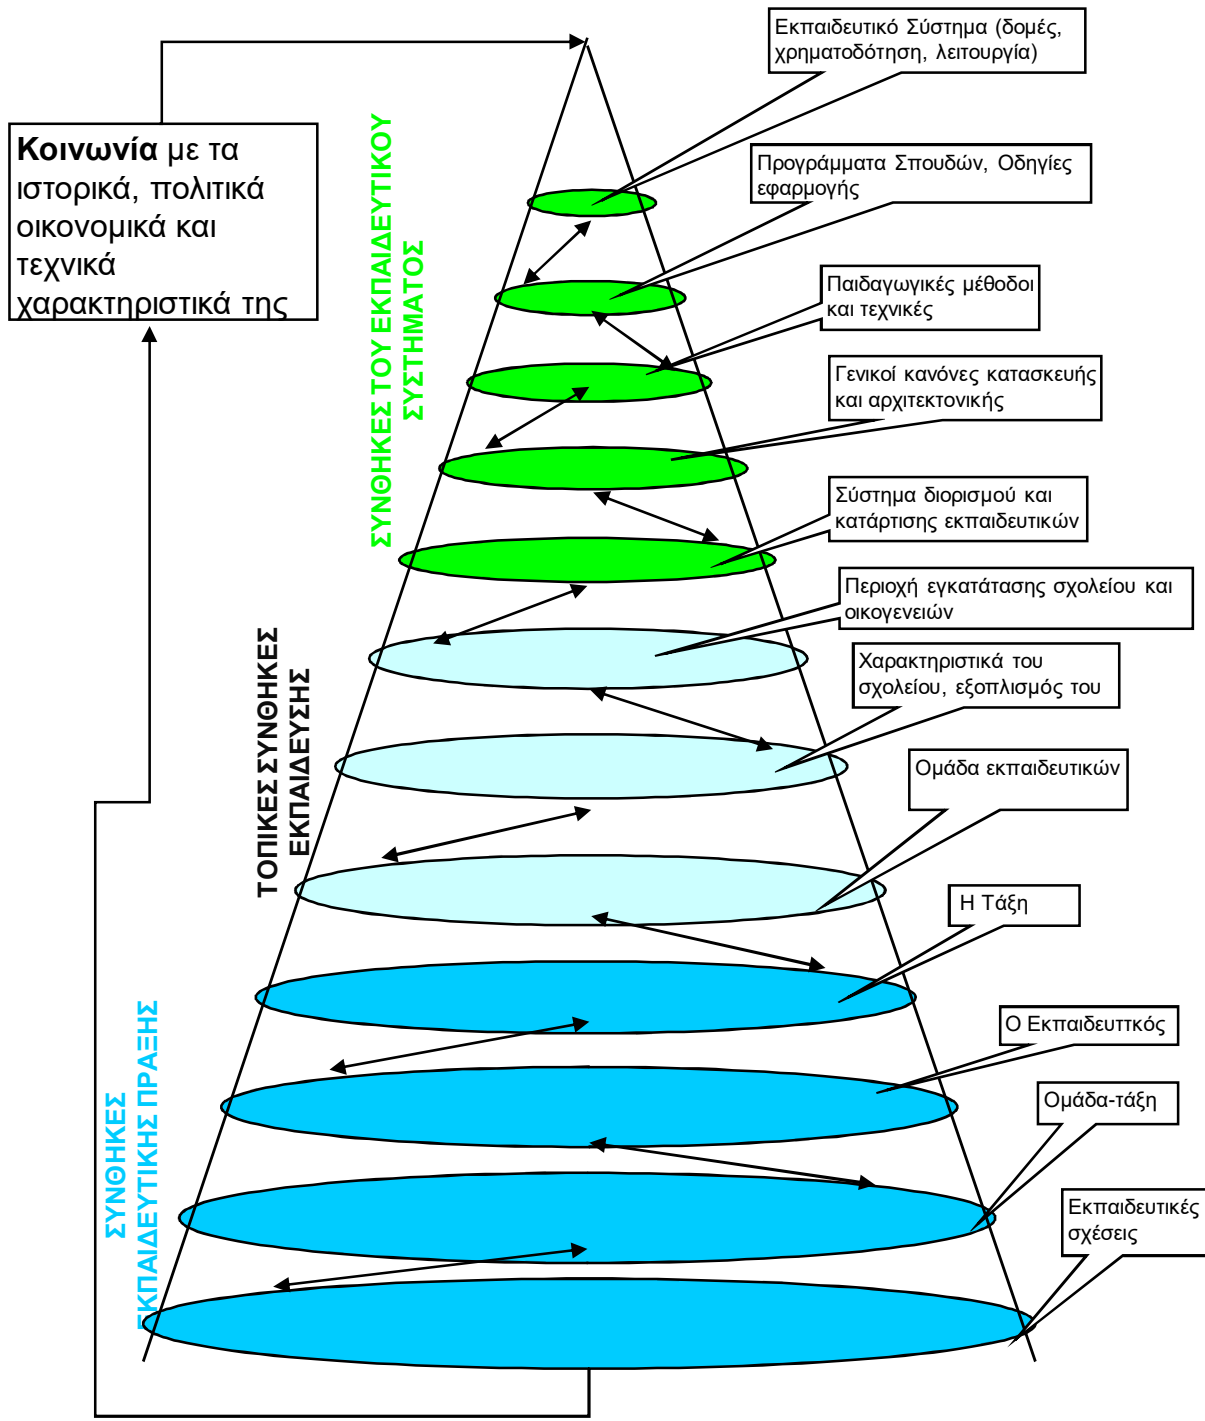 Εκπαιδευτικό Σύστημα (δομές,
χρηματοδότηση, λειτουργία)
Κοινωνία με τα
ιστορικά, πολιτικά
οικονομικά και
τεχνικά
χαρακτηριστικά της
ΣΥΝΘΗΚΕΣ ΤΟΥ ΕΚΠΑΙΔΕΥΤΙΚΟΥ
ΣΥΣΤΗΜΑΤΟΣ
Προγράμματα Σπουδών, Οδηγίες
εφαρμογής
Παιδαγωγικές μέθοδοι
και τεχνικές
Γενικοί κανόνες κατασκευής
και αρχιτεκτονικής
Σύστημα διορισμού και
κατάρτισης εκπαιδευτικών
Περιοχή εγκατάτασης σχολείου και
οικογενειών
ΤΟΠΙΚΕΣ ΣΥΝΘΗΚΕΣ
ΕΚΠΑΙΔΕΥΣΗΣ
Χαρακτηριστικά του
σχολείου, εξοπλισμός του
Ομάδα εκπαιδευτικών
Η Τάξη
ΣΥΝΘΗΚΕΣ
ΕΚΠΑΙΔΕΥΤΙΚΗΣ ΠΡΑΞΗΣ
Ο Εκπαιδευττκός
Ομάδα-τάξη
Εκπαιδευτικές
σχέσεις